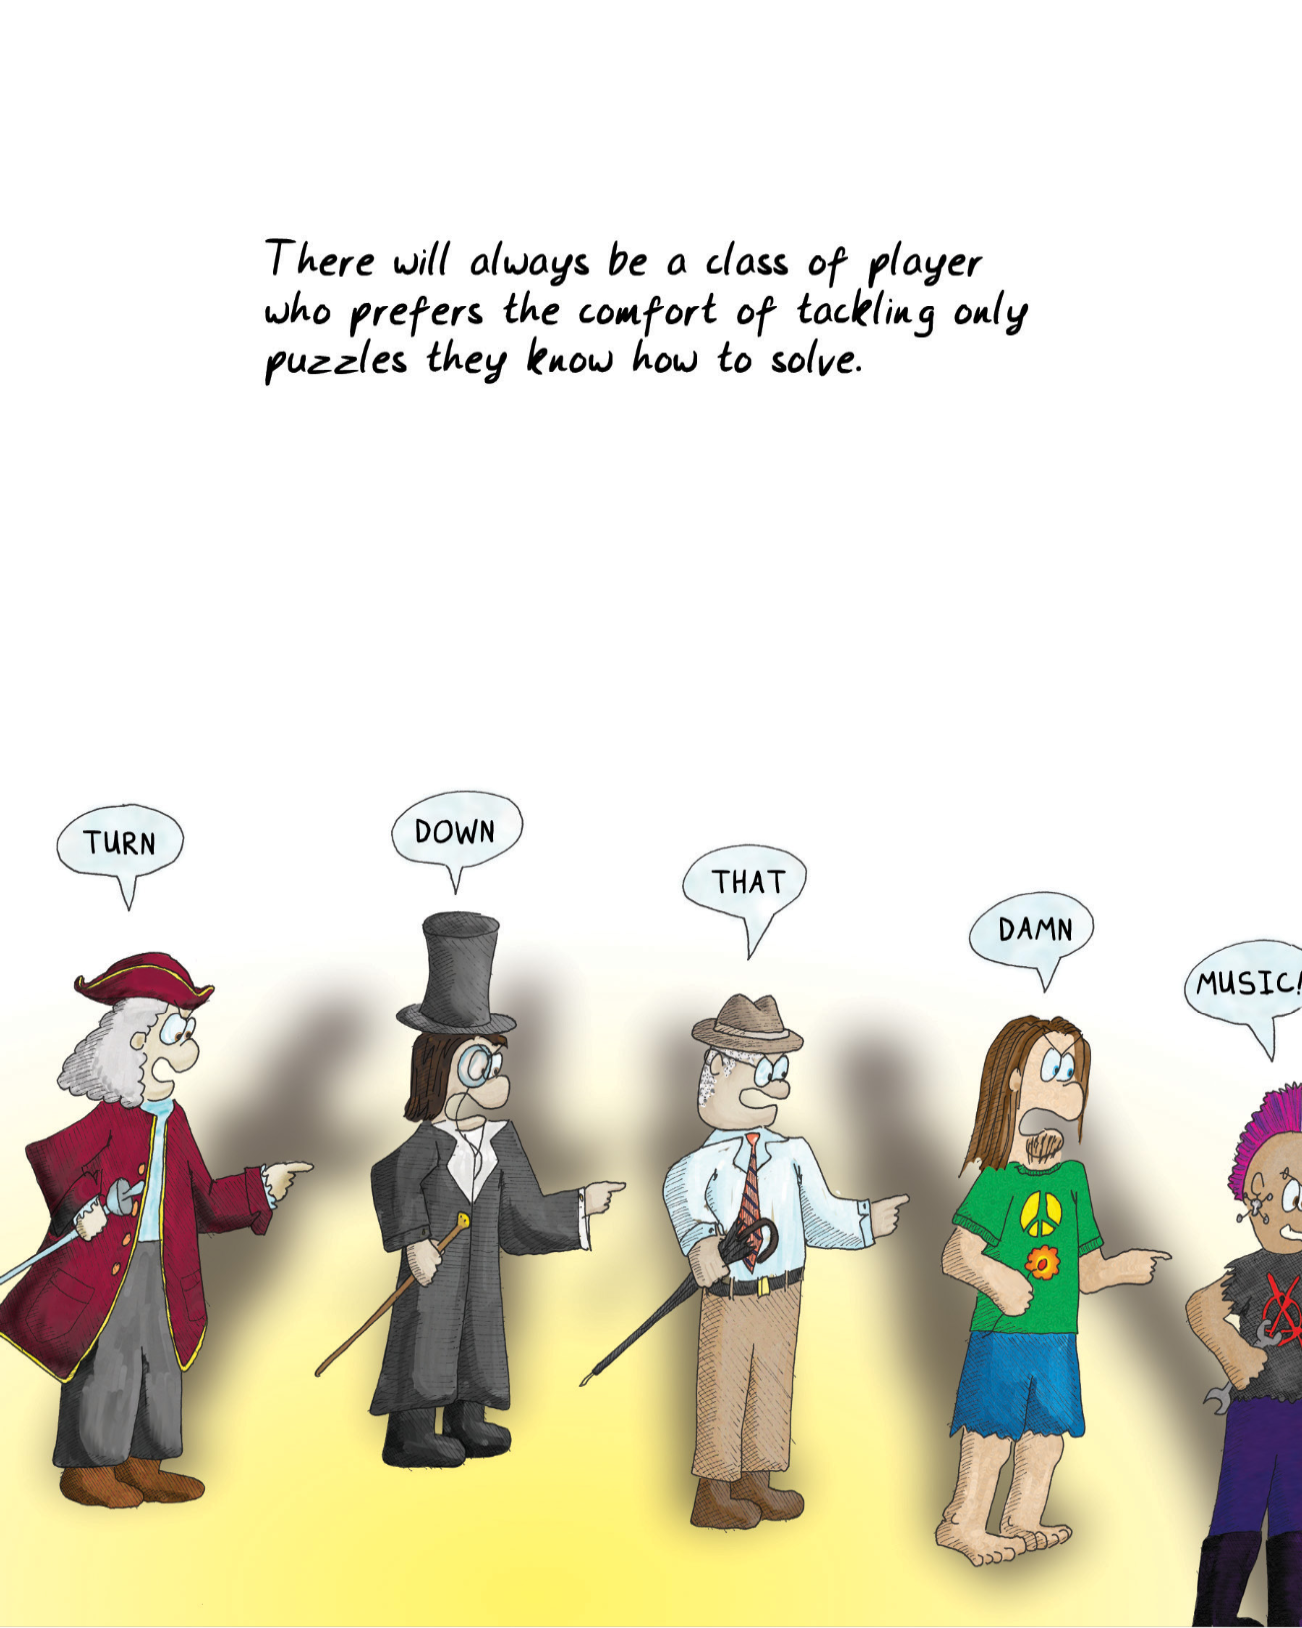 There will always be a class of player
who prefers the comfort of tackling only
puzzles they know how to solve.
TURN
DOWN
THAT
DAMN
MUSIC!